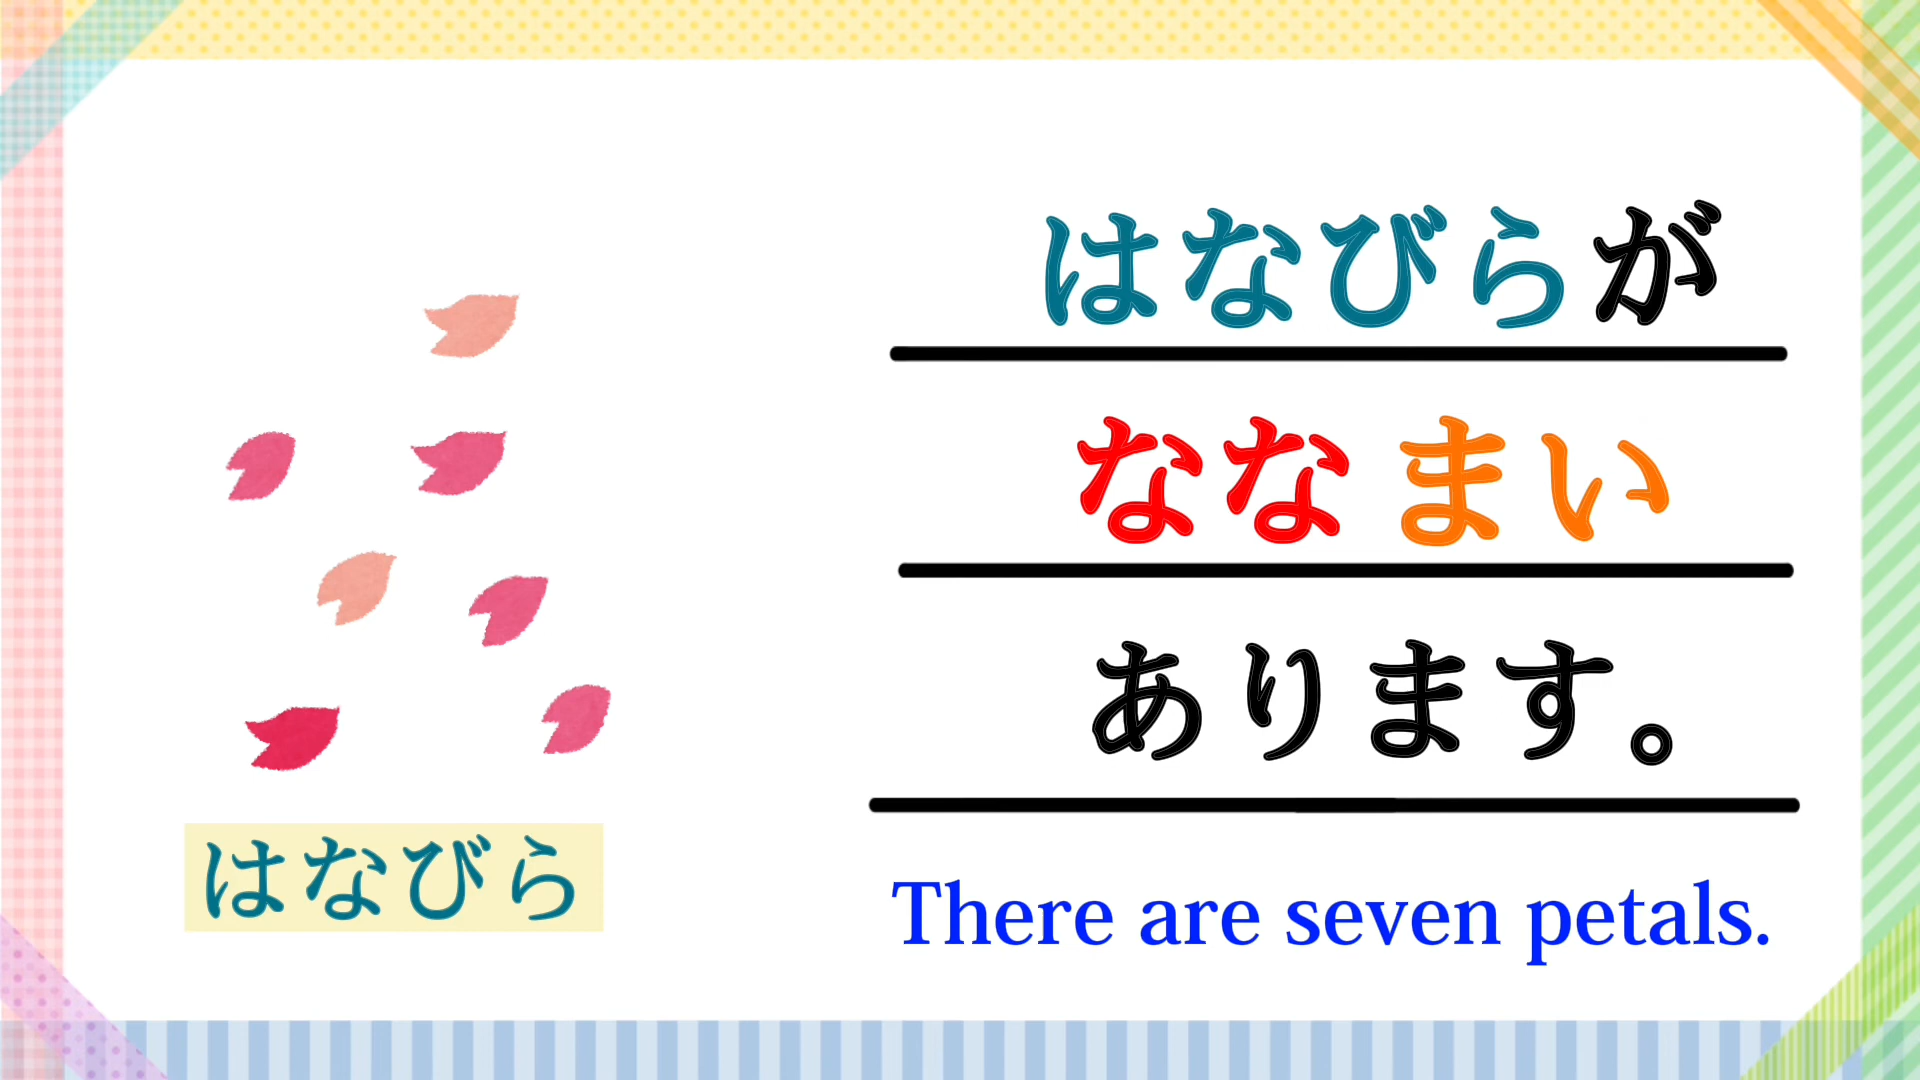 はなびらが
なな まい
あります。
There are seven petals.
はなびら